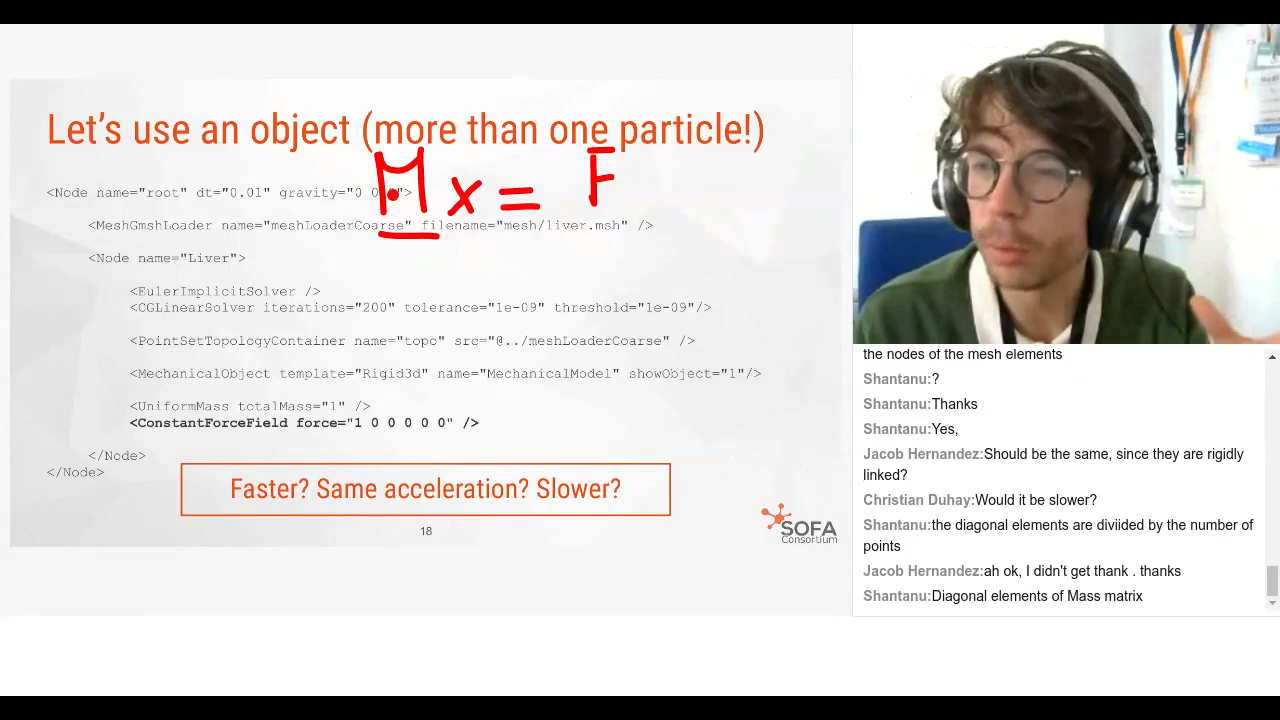 Let's use an object (more than one particle!)
M x = F
<Node name="root" dt="0.01" gravity="0 0 
<MeshGmshLoader name="meshLoaderCoarse" filename="mesh/liver.msh" />
<Node name="Liver">
<EulerImplicitSolver />
<CGLinearSolver iterations="200" tolerance="1e-09" threshold="1e-09"/>
<PointSetTopologyContainer name="topo" src="@../meshLoaderCoarse" />
<MechanicalObject template="Rigid3d" name="MechanicalModel" showObject="1"/>
<UniformMass totalMass="1" />
<ConstantForceField force="1 0 0 0 0 0" />
</Node>
</Node>
Faster? Same acceleration? Slower?
18
SOFA
Consortium
the nodes of the mesh elements
Shantanu:?
Shantanu:Thanks
Shantanu:Yes,
Jacob Hernandez:Should be the same, since they are rigidly
linked?
Christian Duhay:Would it be slower?
Shantanu:the diagonal elements are diviided by the number of
points
Jacob Hernandez:ah ok, I didn't get thank . thanks
Shantanu:Diagonal elements of Mass matrix